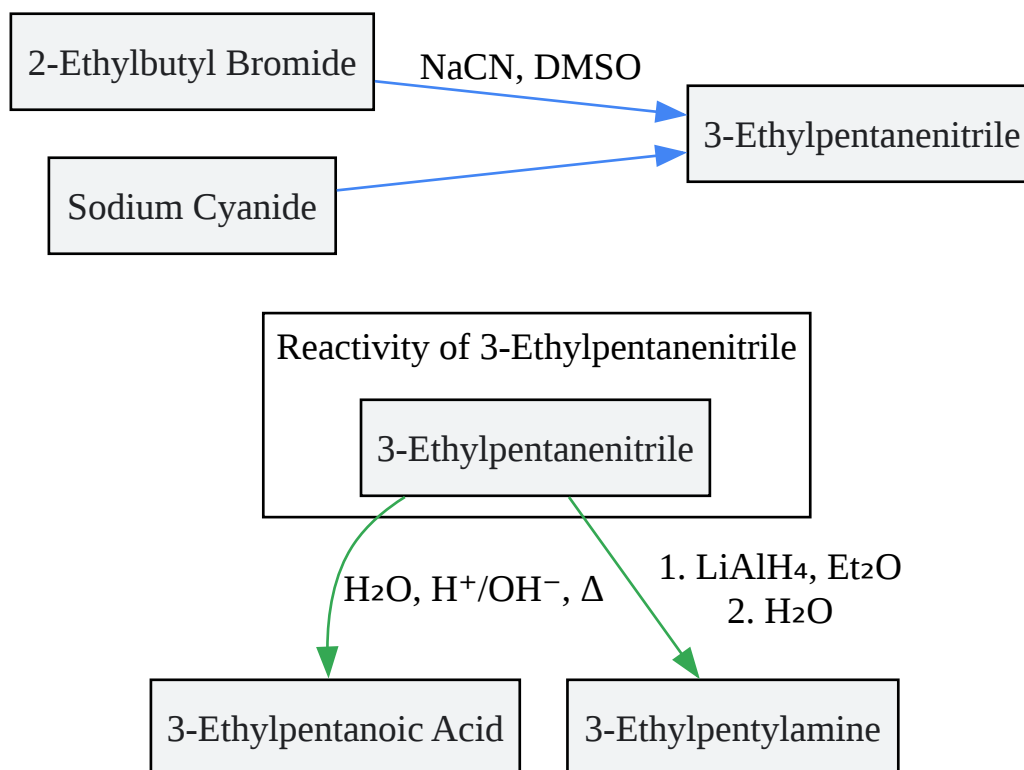 2-Ethylbutyl Bromide
NaCN, DMSO
3-Ethylpentanenitrile
Sodium Cyanide
Reactivity of 3-Ethylpentanenitrile
3-Ethylpentanenitrile
H₂O, H⁺/OH⁻, Δ
1. LiAlH₄, Et₂O
2. H₂O
3-Ethylpentanoic Acid
3-Ethylpentylamine